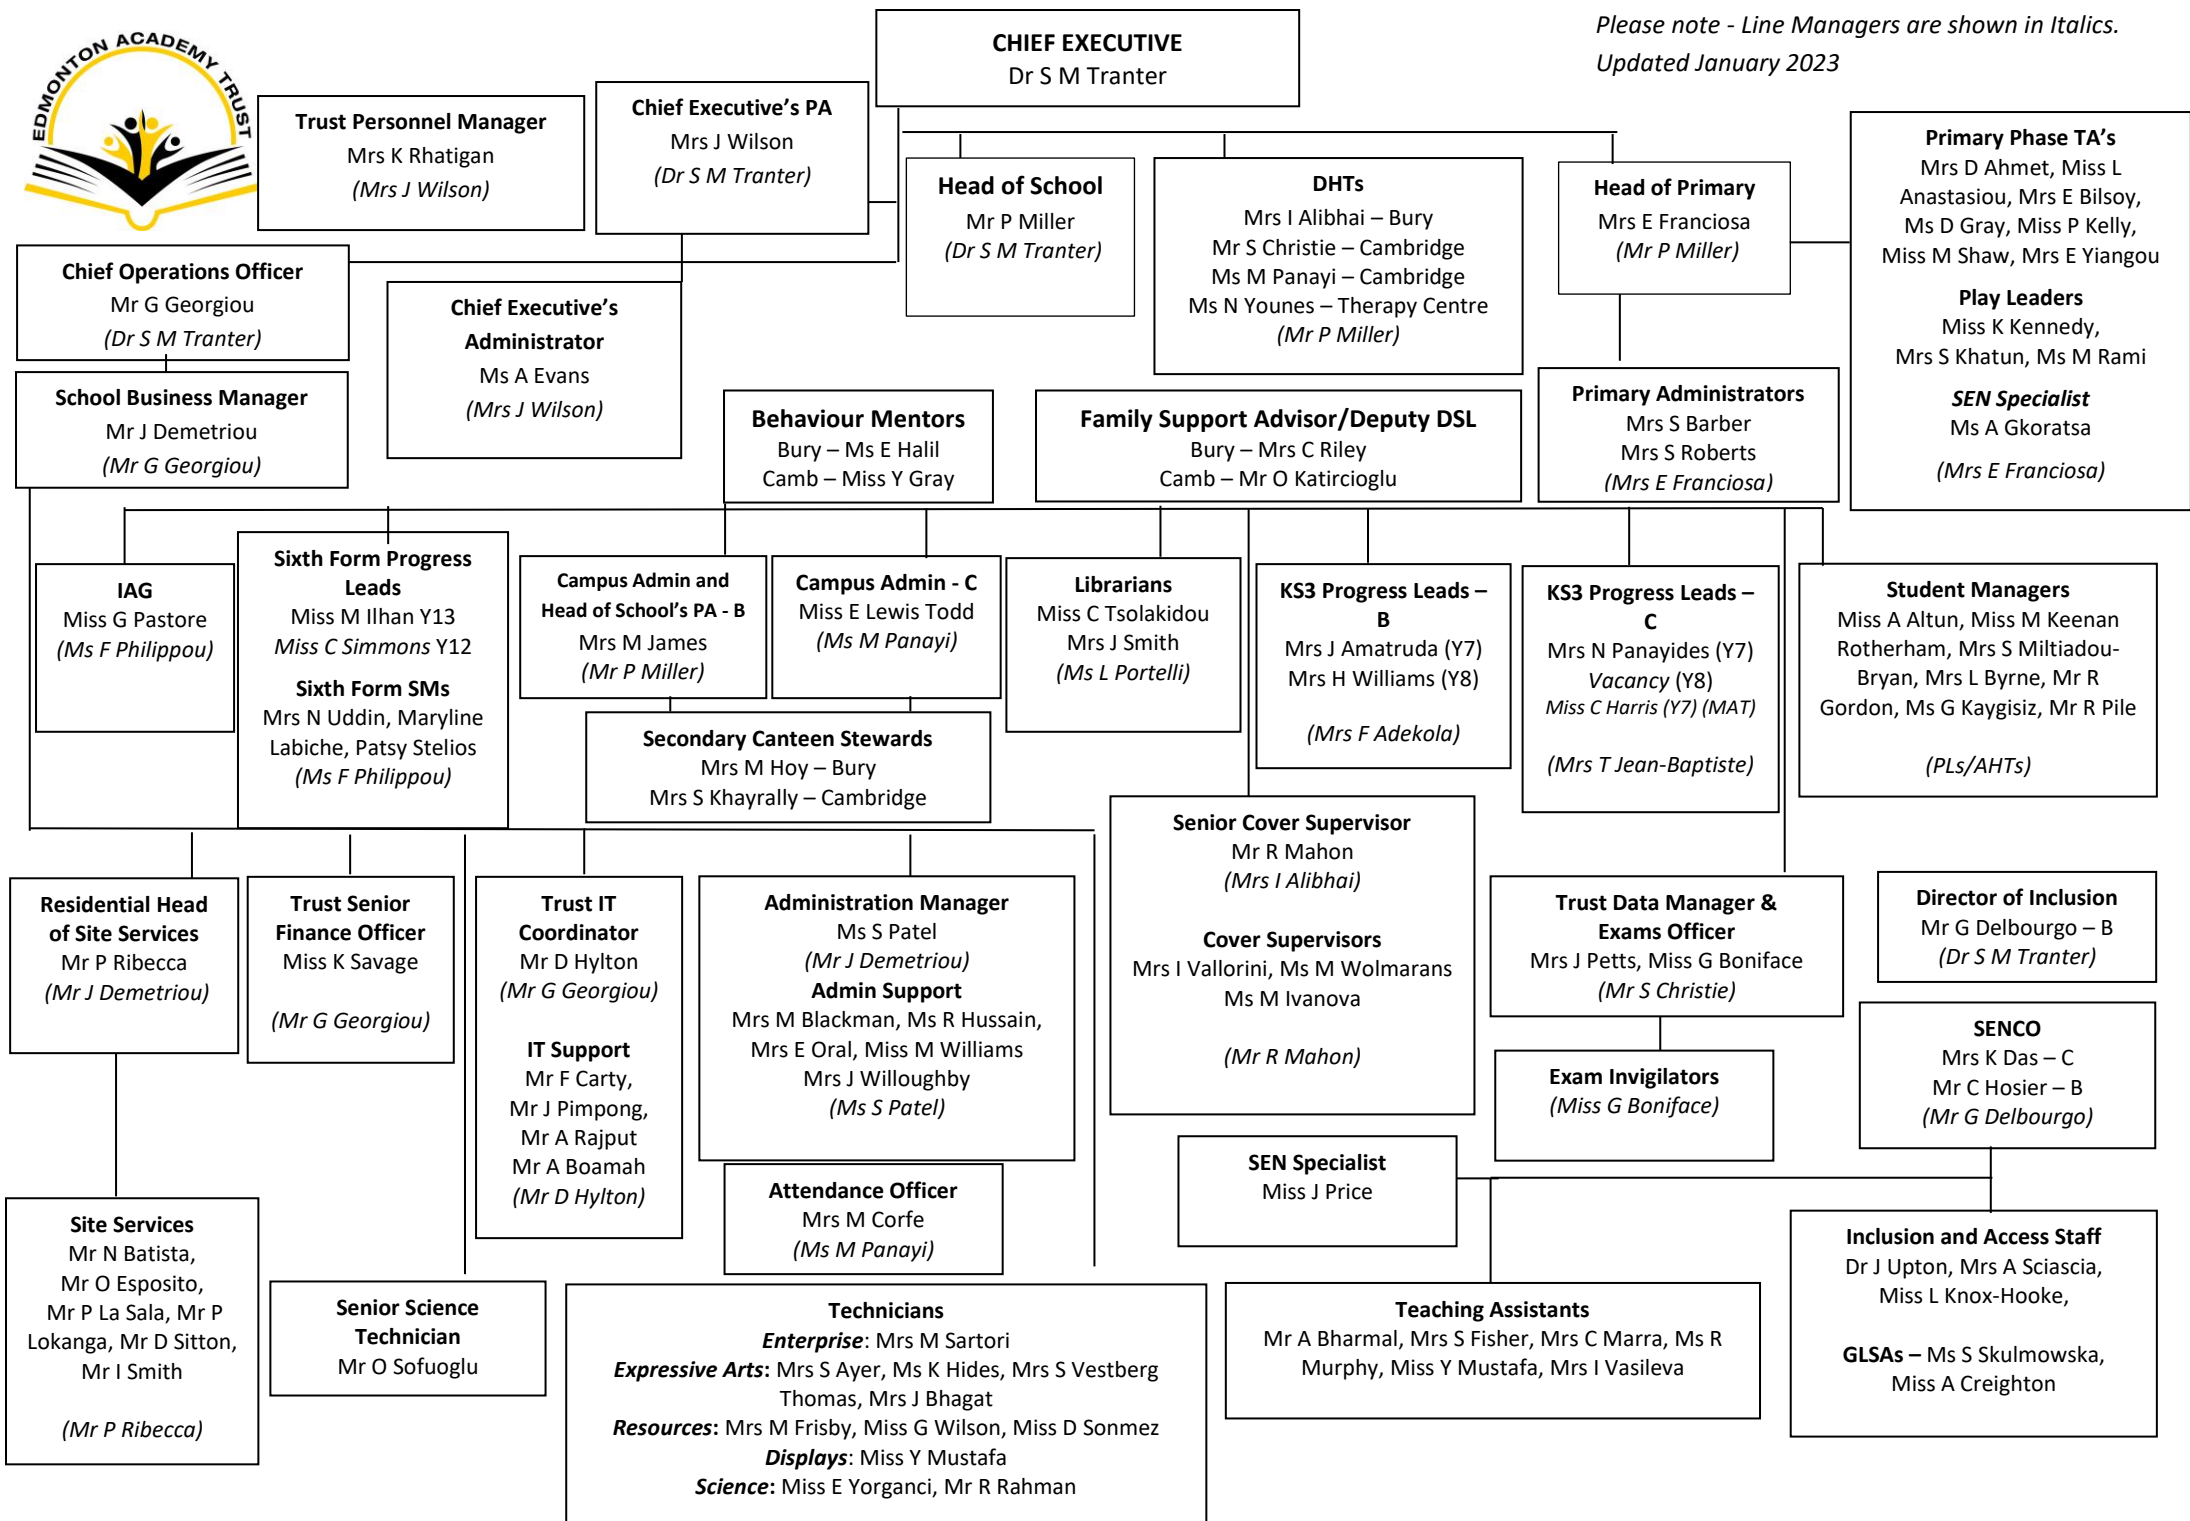 EDMONTON ACADEMY TRUST
CHIEF EXECUTIVE
Dr S M Tranter
Please note - Line Managers are shown in Italics.
Updated January 2023
Trust Personnel Manager
Mrs K Rhatigan
(Mrs J Wilson)
Chief Executive’s PA
Mrs J Wilson
(Dr S M Tranter)
Head of School
Mr P Miller
(Dr S M Tranter)
DHTs
Mrs I Alibhai – Bury
Mr S Christie – Cambridge
Ms M Panayi – Cambridge
Ms N Younes – Therapy Centre
(Mr P Miller)
Head of Primary
Mrs E Franciosa
(Mr P Miller)
Primary Phase TA’s
Mrs D Ahmet, Miss L
Anastasiou, Mrs E Bilsoy,
Ms D Gray, Miss P Kelly,
Miss M Shaw, Mrs E Yiangou
Play Leaders
Miss K Kennedy,
Mrs S Khatun, Ms M Rami
SEN Specialist
Ms A Gkoratsa
(Mrs E Franciosa)
Chief Operations Officer
Mr G Georgiou
(Dr S M Tranter)
Chief Executive’s
Administrator
Ms A Evans
(Mrs J Wilson)
School Business Manager
Mr J Demetriou
(Mr G Georgiou)
Behaviour Mentors
Bury – Ms E Halil
Camb – Miss Y Gray
Family Support Advisor/Deputy DSL
Bury – Mrs C Riley
Camb – Mr O Katircioglu
Primary Administrators
Mrs S Barber
Mrs S Roberts
(Mrs E Franciosa)
IAG
Miss G Pastore
(Ms F Philippou)
Sixth Form Progress
Leads
Miss M Ilhan Y13
Miss C Simmons Y12
Sixth Form SMs
Mrs N Uddin, Maryline
Labiche, Patsy Stelios
(Ms F Philippou)
Campus Admin and
Head of School’s PA - B
Mrs M James
(Mr P Miller)
Campus Admin - C
Miss E Lewis Todd
(Ms M Panayi)
Secondary Canteen Stewards
Mrs M Hoy – Bury
Mrs S Khayrally – Cambridge
Librarians
Miss C Tsolakidou
Mrs J Smith
(Ms L Portelli)
KS3 Progress Leads –
B
Mrs J Amatruda (Y7)
Mrs H Williams (Y8)
(Mrs F Adekola)
KS3 Progress Leads –
C
Mrs N Panayides (Y7)
Vacancy (Y8)
Miss C Harris (Y7) (MAT)
(Mrs T Jean-Baptiste)
Student Managers
Miss A Altun, Miss M Keenan
Rotherham, Mrs S Miltiadou-
Bryan, Mrs L Byrne, Mr R
Gordon, Ms G Kaygisiz, Mr R Pile
(PLs/AHTs)
Residential Head
of Site Services
Mr P Ribecca
(Mr J Demetriou)
Trust Senior
Finance Officer
Miss K Savage
(Mr G Georgiou)
Trust IT
Coordinator
Mr D Hylton
(Mr G Georgiou)
IT Support
Mr F Carty,
Mr J Pimpong,
Mr A Rajput
Mr A Boamah
(Mr D Hylton)
Administration Manager
Ms S Patel
(Mr J Demetriou)
Admin Support
Mrs M Blackman, Ms R Hussain,
Mrs E Oral, Miss M Williams
Mrs J Willoughby
(Ms S Patel)
Attendance Officer
Mrs M Corfe
(Ms M Panayi)
Senior Cover Supervisor
Mr R Mahon
(Mrs I Alibhai)
Cover Supervisors
Mrs I Vallorini, Ms M Wolmarans
Ms M Ivanova
(Mr R Mahon)
Trust Data Manager &
Exams Officer
Mrs J Petts, Miss G Boniface
(Mr S Christie)
Exam Invigilators
(Miss G Boniface)
Director of Inclusion
Mr G Delbourgo – B
(Dr S M Tranter)
SENCO
Mrs K Das – C
Mr C Hosier – B
(Mr G Delbourgo)
SEN Specialist
Miss J Price
Site Services
Mr N Batista,
Mr O Esposito,
Mr P La Sala, Mr P
Lokanga, Mr D Sitton,
Mr I Smith
(Mr P Ribecca)
Senior Science
Technician
Mr O Sofuoglu
Technicians
Enterprise: Mrs M Sartori
Expressive Arts: Mrs S Ayer, Ms K Hides, Mrs S Vestberg
Thomas, Mrs J Bhagat
Resources: Mrs M Frisby, Miss G Wilson, Miss D Sonmez
Displays: Miss Y Mustafa
Science: Miss E Yorganci, Mr R Rahman
Teaching Assistants
Mr A Bharmal, Mrs S Fisher, Mrs C Marra, Ms R
Murphy, Miss Y Mustafa, Mrs I Vasileva
Inclusion and Access Staff
Dr J Upton, Mrs A Sciascia,
Miss L Knox-Hooke,
GLSAs – Ms S Skulmowska,
Miss A Creighton